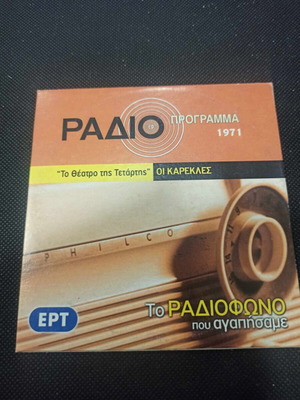 ΡΑΔΙΟ
ΠΡΟΓΡΑΜΜΑ
1971
"Το Θέατρο της Τετάρτης" ΟΙ ΚΑΡΕΚΛΕΣ
PHILCO
ΕΡΤ
Το ΡΑΔΙΟΦΩΝΟ
που αγαπήσαμε